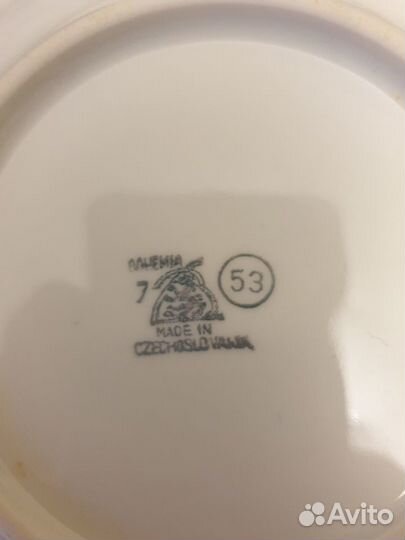 BOHEMIA
7 53
MADE IN
CZECHOSLOVAKIA
Avito